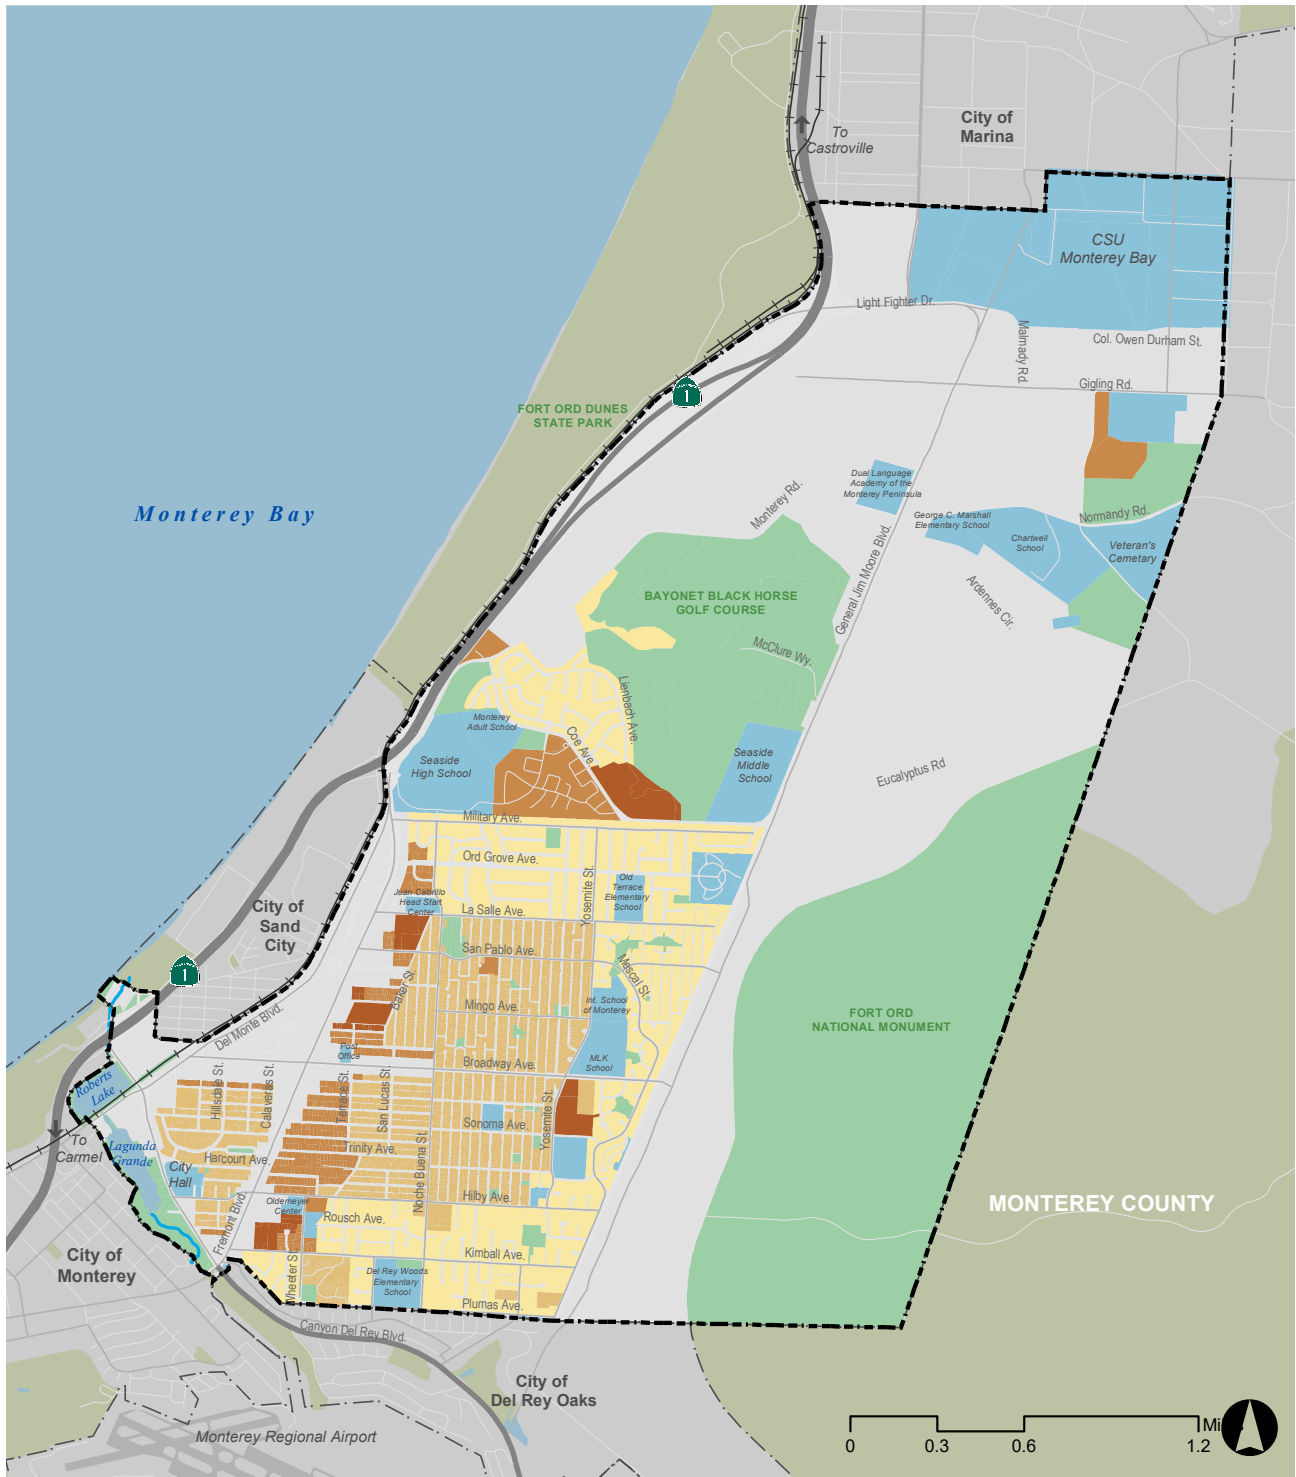 City of
Marina
To
Castroville
CSU
Monterey Bay
Light Fighter Dr.
Malmady Rd.
Col. Owen Durham St.
Gigling Rd.
1
FORT ORD DUNES
STATE PARK
Dual Language
Academy of the
Monterey Peninsula
Monterey Rd.
George C. Marshall
Elementary School
Normandy Rd.
Chartwell
School
Veteran's
Cemetary
Monterey Bay
General Jim Moore Blvd.
Ardennes Cir.
BAYONET BLACK HORSE
GOLF COURSE
McClure Wy.
Lienbach Ave.
Monterey
Adult School
Coe Ave.
Seaside
High School
Seaside
Middle
School
Eucalyptus Rd
Military Ave.
Ord Grove Ave.
Yosemite St.
Old
Terrace
Elementary
School
Juan Cabrillo
Head Start
Center
La Salle Ave.
City of
Sand
City
San Pablo Ave.
Mescal St.
1
Baker St.
Mingo Ave.
Int. School
of Monterey
FORT ORD
NATIONAL MONUMENT
Del Monte Blvd.
Post
Office
Broadway Ave.
MLK
School
Roberts
Lake
Hillsdale St.
Calaveras St.
Terrace St.
San Lucas St.
Yosemite St.
Sonoma Ave.
To
Carmel
Lagunda
Grande
Harcourt Ave.
Trinity Ave.
Noche Buena St.
City
Hall
Hilby Ave.
Oldemeyer
Center
Rousch Ave.
Fremont Blvd.
MONTEREY COUNTY
City of
Monterey
Kimball Ave.
Wheeler St.
Del Rey Woods
Elementary
School
Plumas Ave.
Canyon Del Rey Blvd.
City of
Del Rey Oaks
Monterey Regional Airport
0
0.3
0.6
1.2